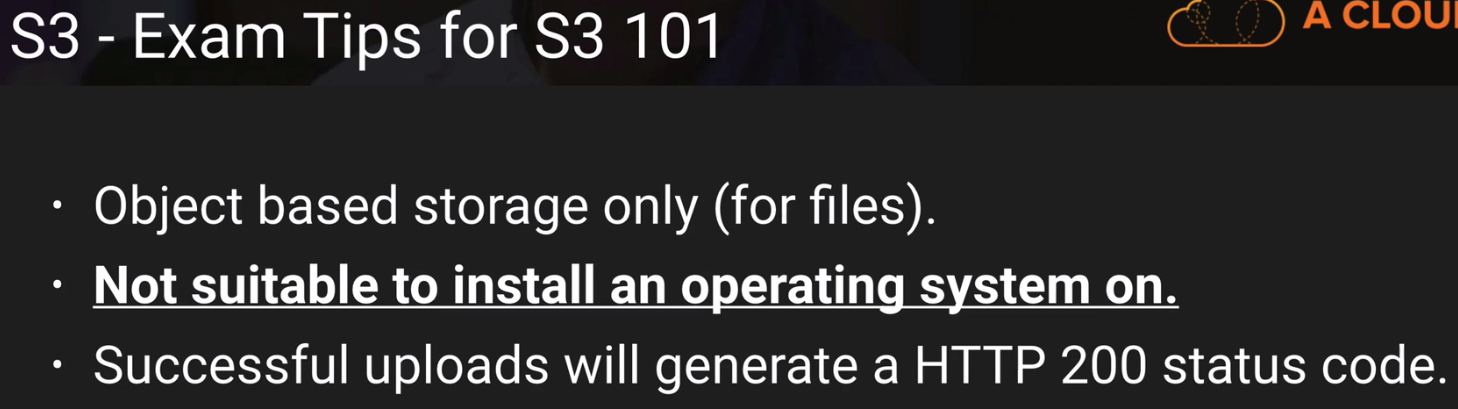 S3 - Exam Tips for S3 101
A CLOU
• Object based storage only (for files).
• Not suitable to install an operating system on.
• Successful uploads will generate a HTTP 200 status code.